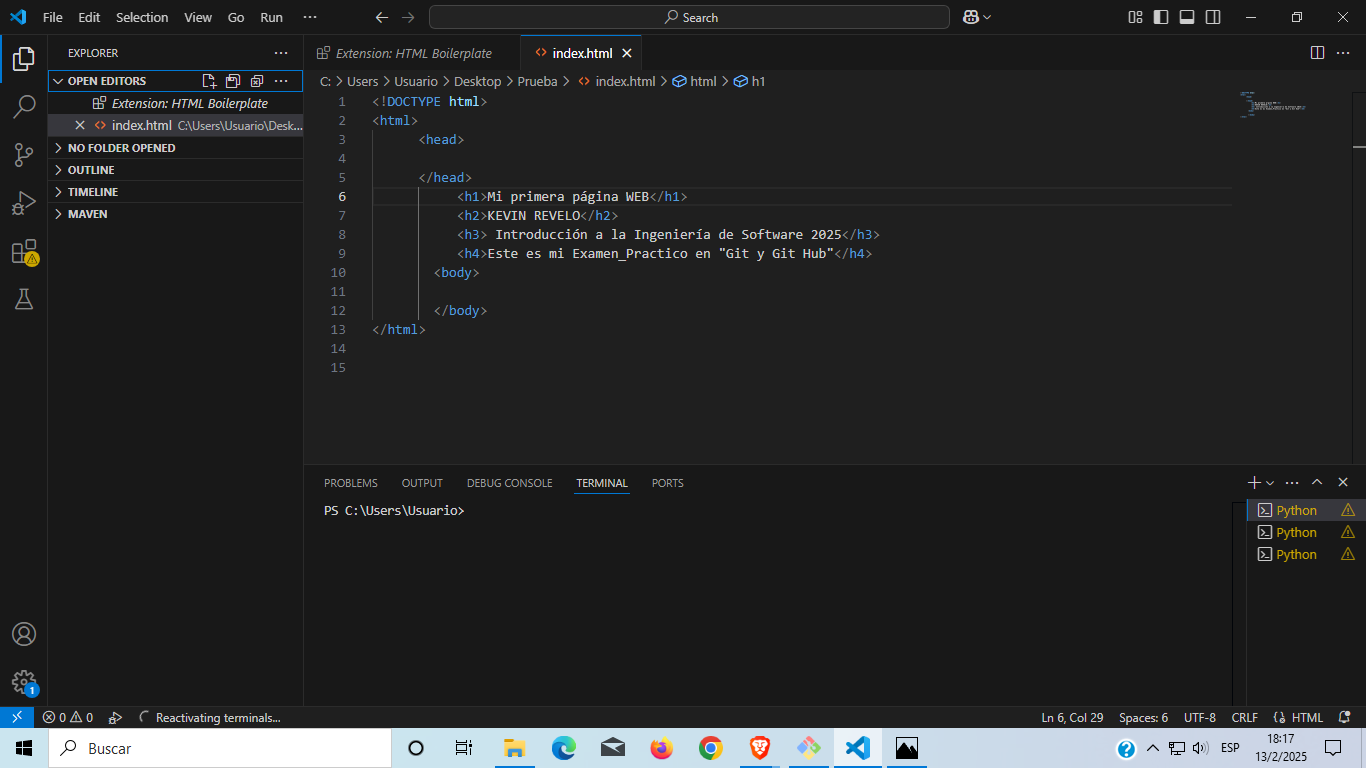 File Edit Selection View Go Run ··· Search
EXPLORER ···
Extension: HTML Boilerplate
index.html
OPEN EDITORS
Extension: HTML Boilerplate
index.html C:\Users\Usuario\Desk...
NO FOLDER OPENED
OUTLINE
TIMELINE
MAVEN
C: > Users > Usuario > Desktop > Prueba > index.html > html > h1
1 <!DOCTYPE html>
2 <html>
3 <head>
4
5 </head>
6 <h1>Mi primera página WEB</h1>
7 <h2>KEVIN REVELO</h2>
8 <h3> Introducción a la Ingeniería de Software 2025</h3>
9 <h4>Este es mi Examen_Practico en "Git y Git Hub"</h4>
10 <body>
11
12 </body>
13 </html>
14
15
PROBLEMS OUTPUT DEBUG CONSOLE TERMINAL PORTS
PS C:\Users\Usuario>
Python
Python
Python
1
0 0 Reactivating terminals... Ln 6, Col 29 Spaces: 6 UTF-8 CRLF HTML
Buscar
ESP
18:17
13/2/2025